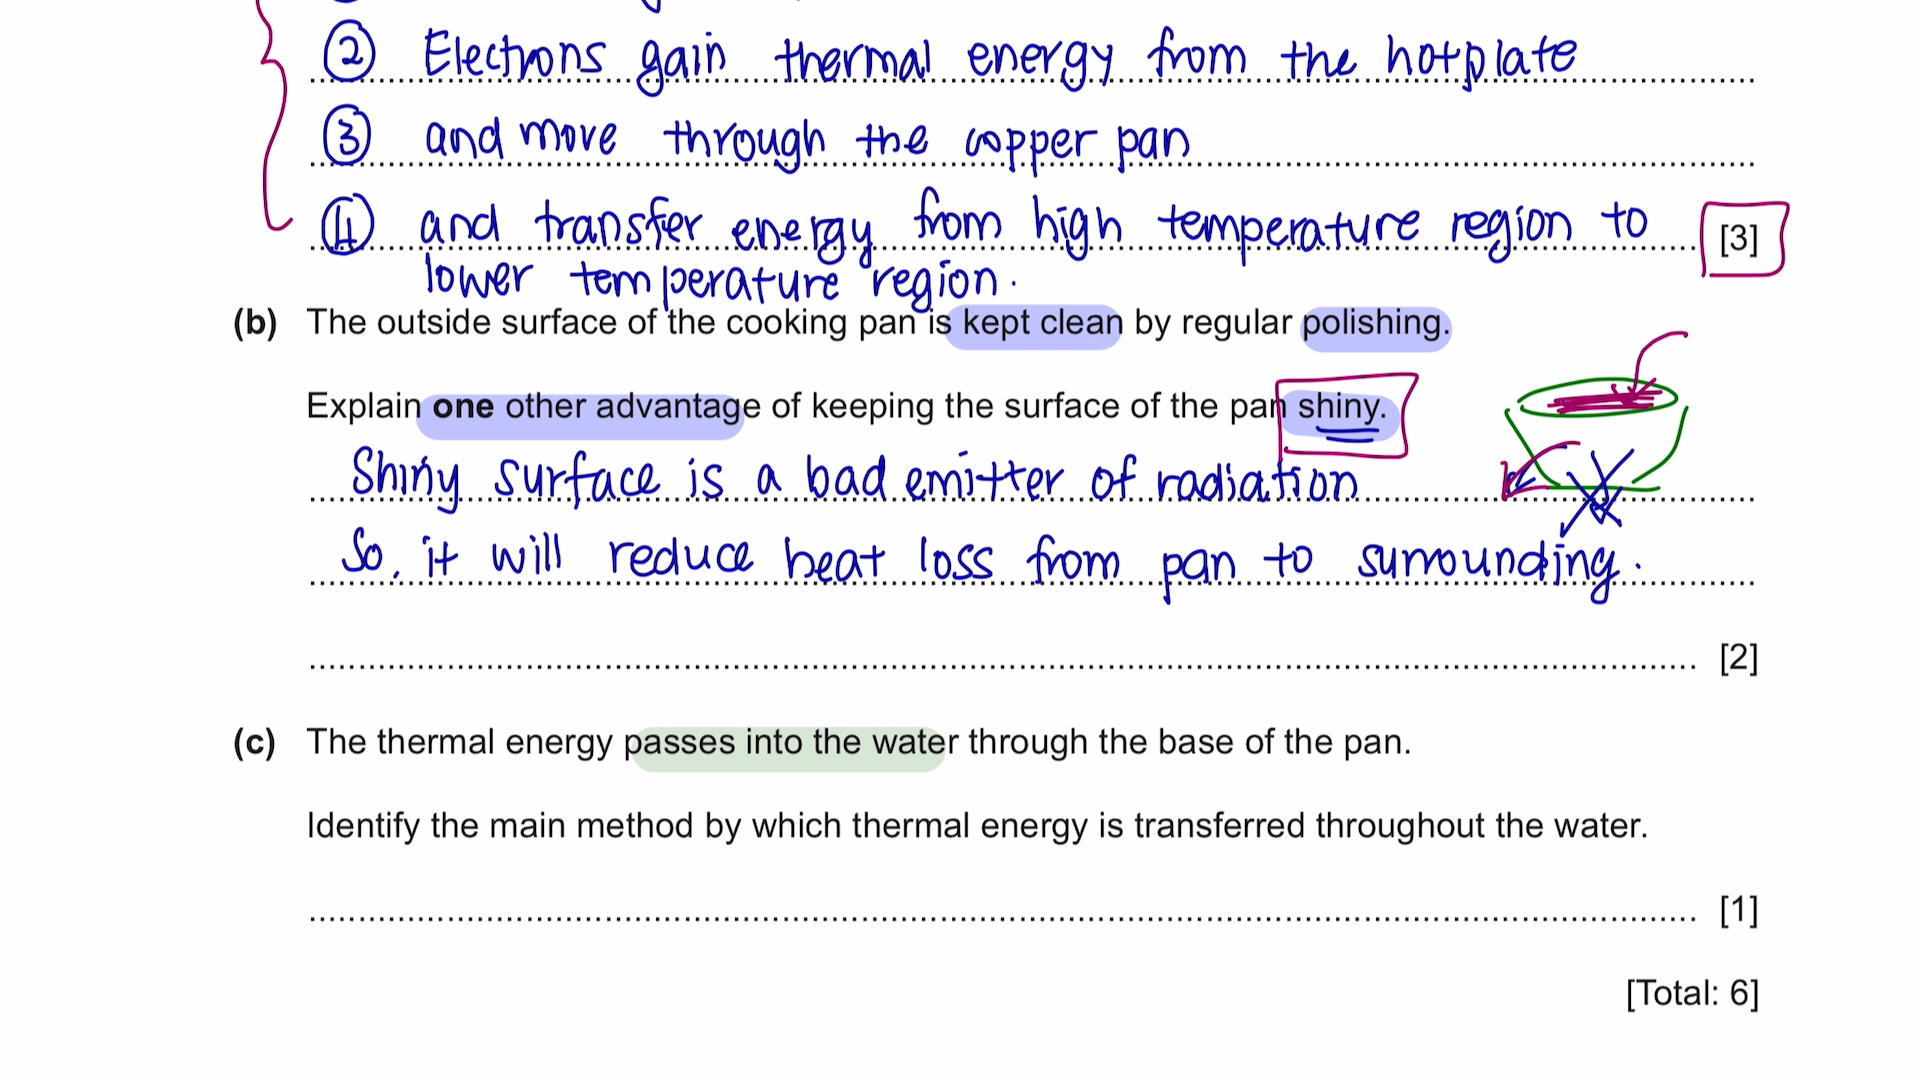 ② Electrons gain thermal energy from the hotplate
③ and move through the copper pan
④ and transfer energy from high temperature region to [3]
lower temperature region.
(b) The outside surface of the cooking pan is kept clean by regular polishing.
Explain one other advantage of keeping the surface of the pan shiny.
Shiny surface is a bad emitter of radiation
So, it will reduce heat loss from pan to surrounding.
[2]
(c) The thermal energy passes into the water through the base of the pan.
Identify the main method by which thermal energy is transferred throughout the water.
[1]
[Total: 6]